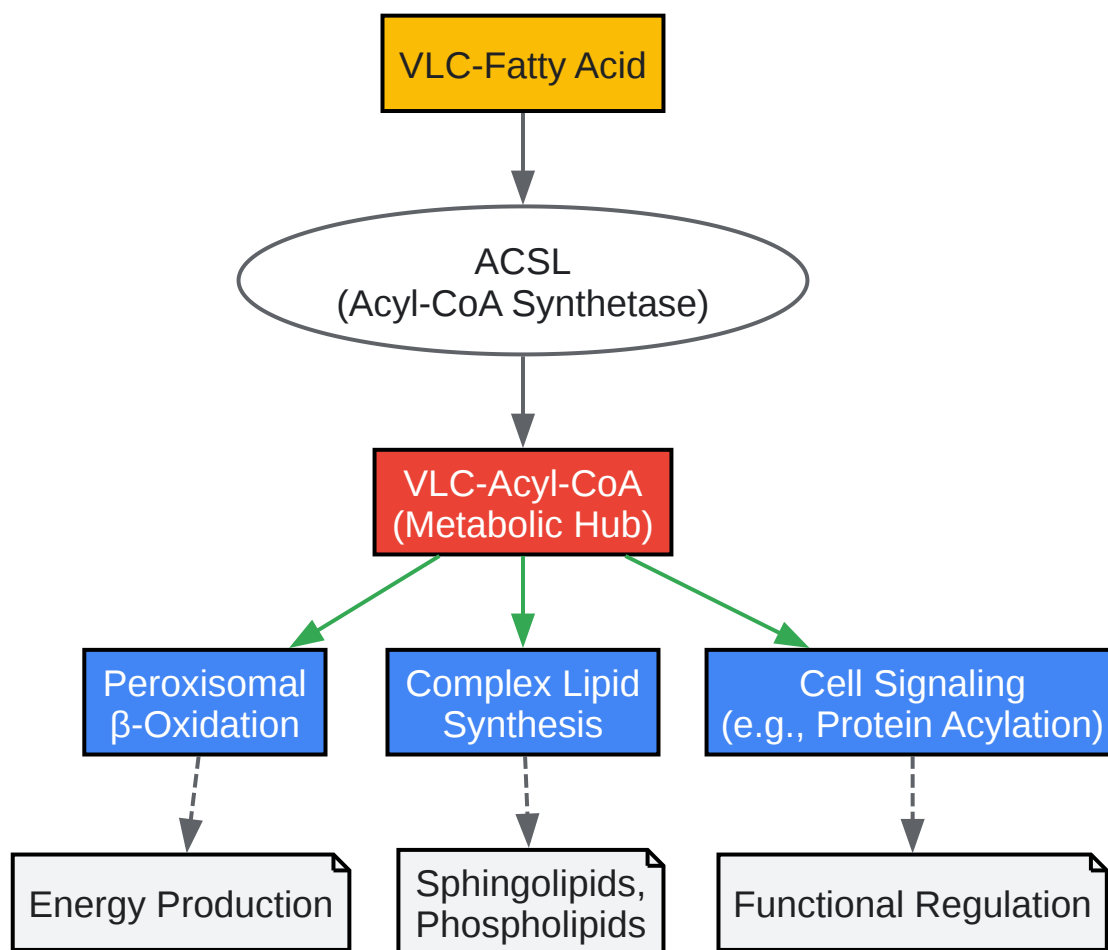 VLC-Fatty Acid
ACSL
(Acyl-CoA Synthetase)
VLC-Acyl-CoA
(Metabolic Hub)
Peroxisomal
β-Oxidation
Complex Lipid
Synthesis
Cell Signaling
(e.g., Protein Acylation)
Energy Production
Sphingolipids,
Phospholipids
Functional Regulation